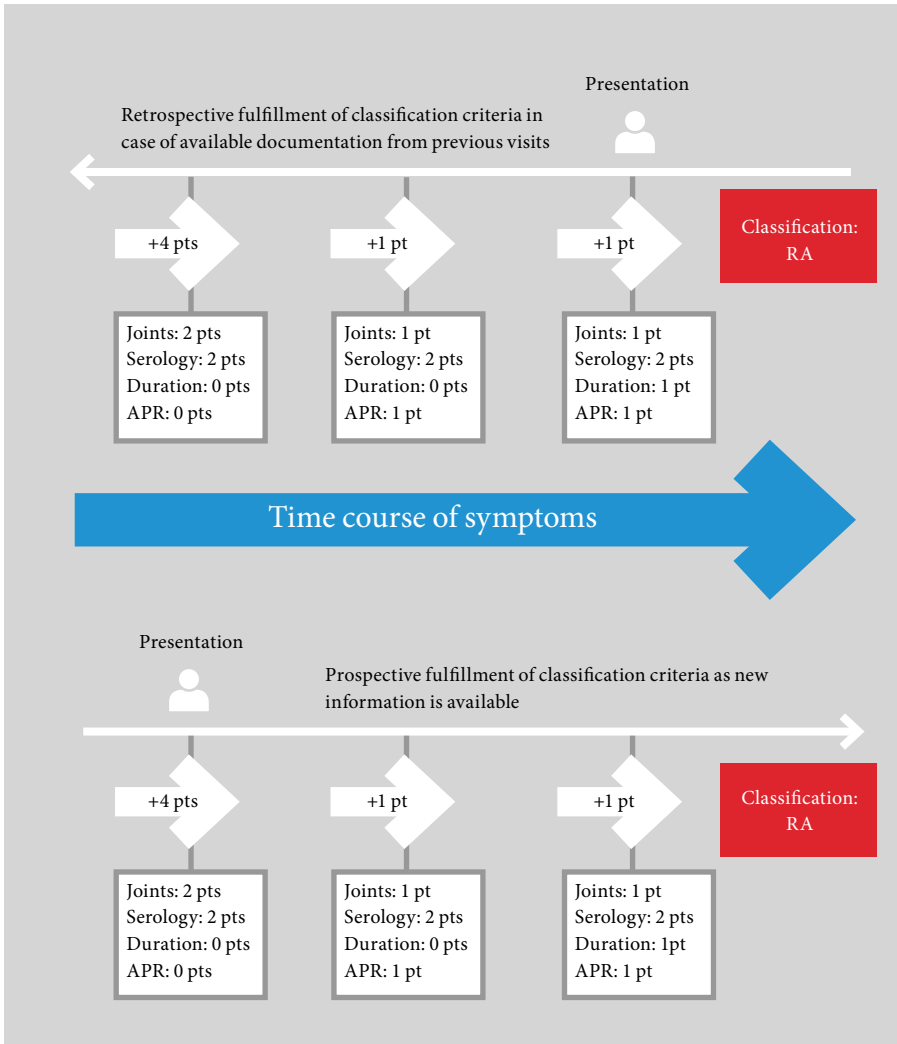 Presentation
Retrospective fulfillment of classification criteria in
case of available documentation from previous visits
+4 pts
+1 pt
+1 pt
Classification:
RA
Joints: 2 pts
Serology: 2 pts
Duration: 0 pts
APR: 0 pts
Joints: 1 pt
Serology: 2 pts
Duration: 0 pts
APR: 1 pt
Joints: 1 pt
Serology: 2 pts
Duration: 1 pt
APR: 1 pt
Time course of symptoms
Presentation
Prospective fulfillment of classification criteria as new
information is available
+4 pts
+1 pt
+1 pt
Classification:
RA
Joints: 2 pts
Serology: 2 pts
Duration: 0 pts
APR: 0 pts
Joints: 1 pt
Serology: 2 pts
Duration: 0 pts
APR: 1 pt
Joints: 1 pt
Serology: 2 pts
Duration: 1pt
APR: 1 pt